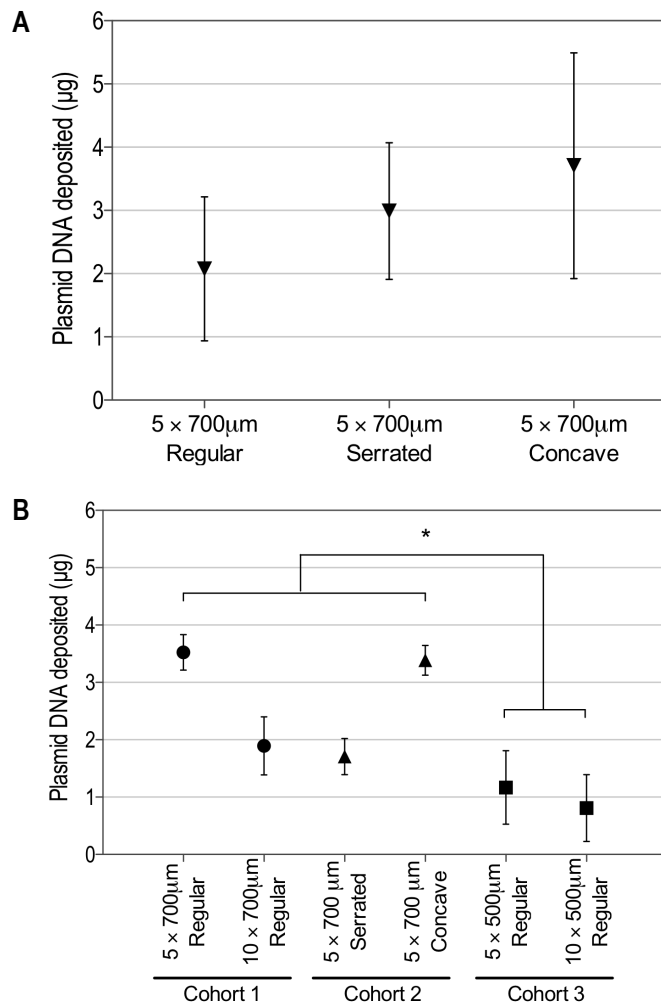 A
Plasmid DNA deposited (µg)
6
5
4
3
2
1
0
5 × 700µm
Regular
5 × 700µm
Serrated
5 × 700µm
Concave
B
Plasmid DNA deposited (µg)
6
5
4
3
2
1
0
*
5 × 700µm
Regular
10 × 700µm
Regular
5 × 700 µm
Serrated
5 × 700 µm
Concave
5 × 500µm
Regular
10 × 500µm
Regular
Cohort 1
Cohort 2
Cohort 3